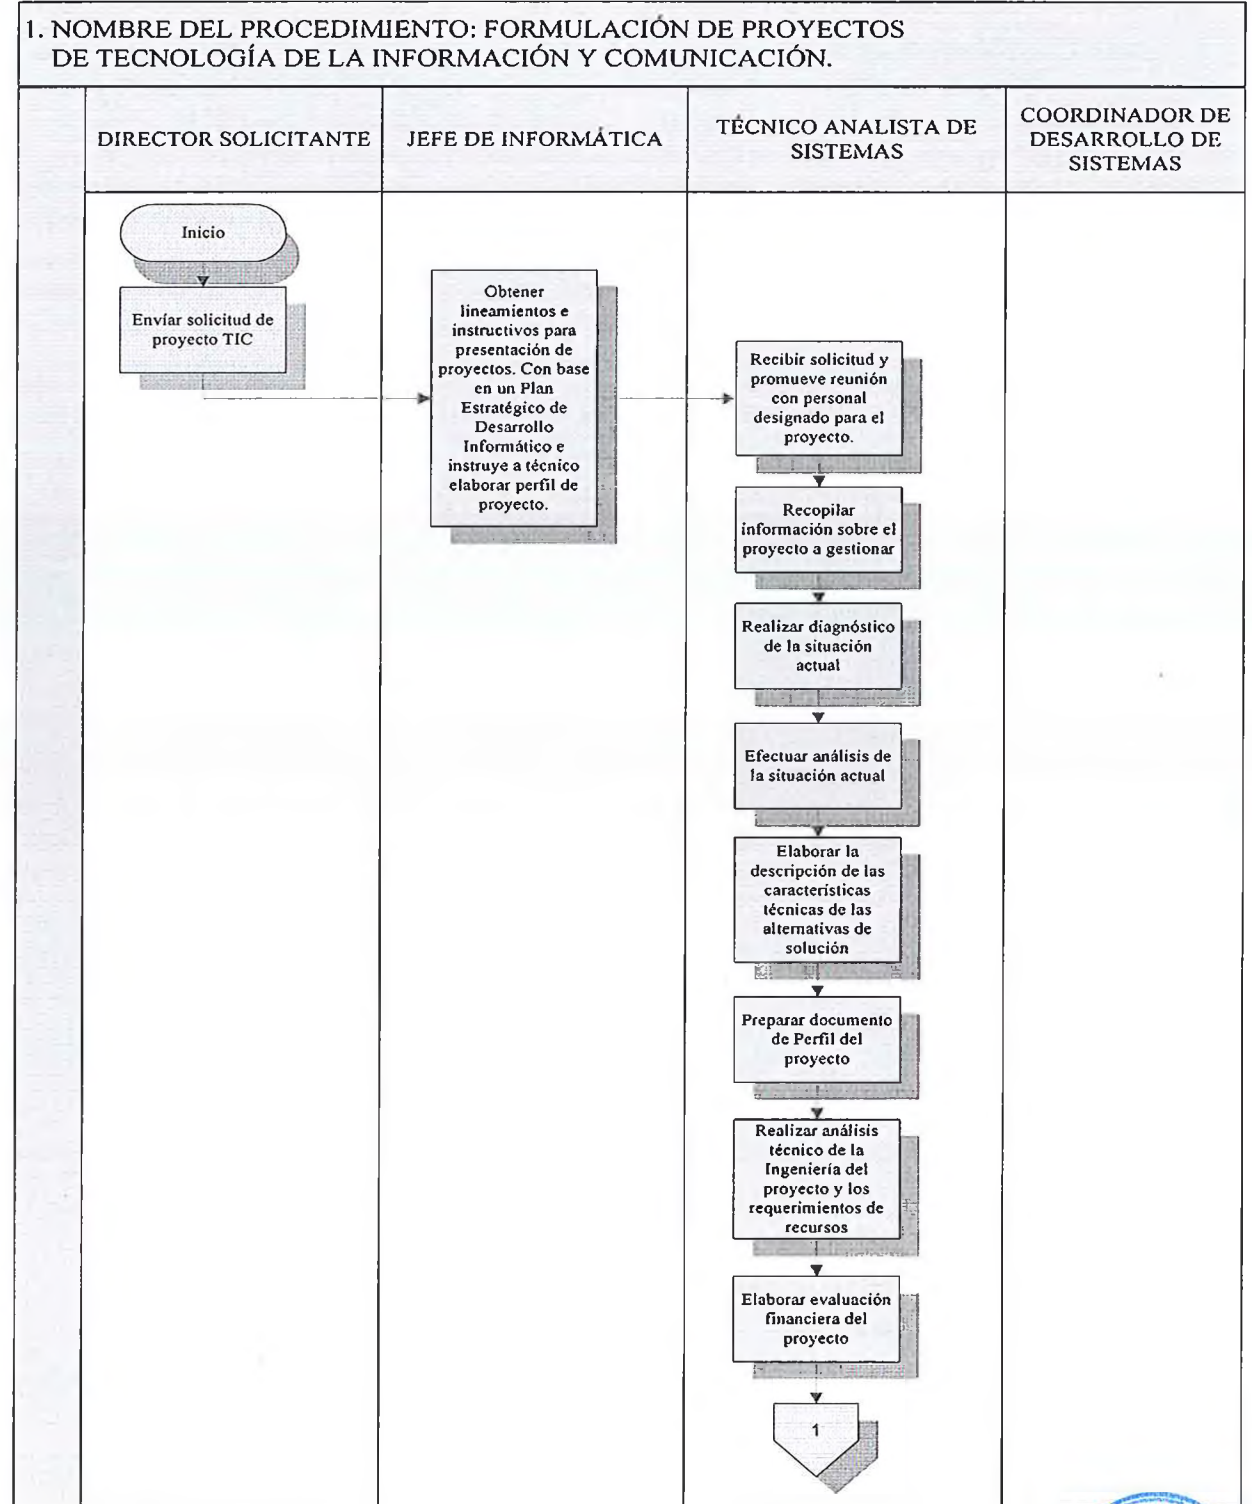 1. NOMBRE DEL PROCEDIMIENTO: FORMULACIÓN DE PROYECTOS
DE TECNOLOGÍA DE LA INFORMACIÓN Y COMUNICACIÓN.
DIRECTOR SOLICITANTE
JEFE DE INFORMÁTICA
TÉCNICO ANALISTA DE
SISTEMAS
COORDINADOR DE
DESARROLLO DE
SISTEMAS
Inicio
Envíar solicitud de
proyecto TIC
Obtener
lineamientos e
instructivos para
presentación de
proyectos. Con base
en un Plan
Estratégico de
Desarrollo
Informático e
instruye a técnico
elaborar perfil de
proyecto.
Recibir solicitud y
promueve reunión
con personal
designado para el
proyecto.
Recopilar
información sobre el
proyecto a gestionar
Realizar diagnóstico
de la situación
actual
Efectuar análisis de
la situación actual
Elaborar la
descripción de las
características
técnicas de las
alternativas de
solución
Preparar documento
de Perfil del
proyecto
Realizar análisis
técnico de la
Ingeniería del
proyecto y los
requerimientos de
recursos
Elaborar evaluación
financiera del
proyecto
1